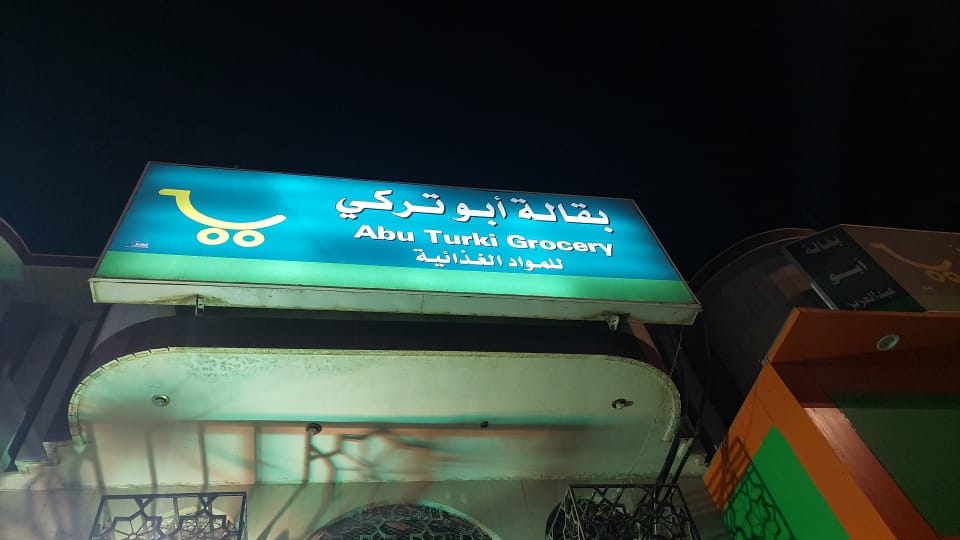 بقالة أبو تركي
Abu Turki Grocery
للمواد الغذائية
بقالة
أبو